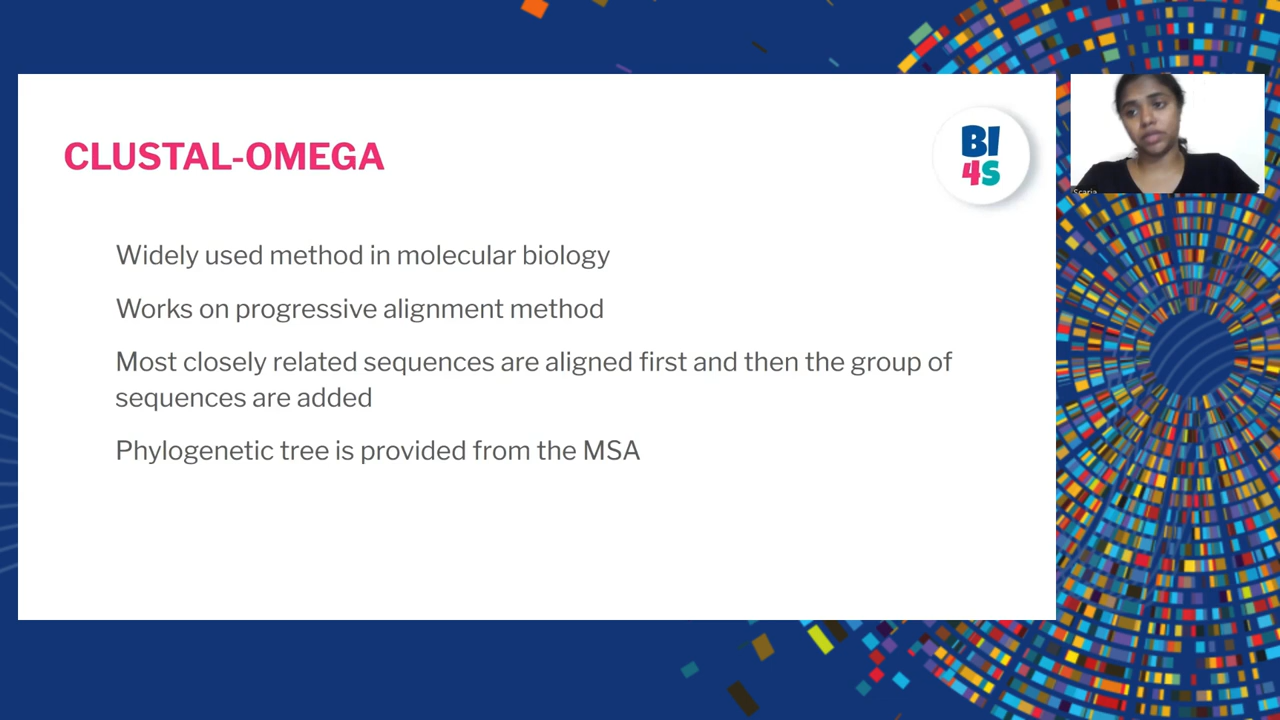 CLUSTAL-OMEGA
BI
4S
Widely used method in molecular biology
Works on progressive alignment method
Most closely related sequences are aligned first and then the group of
sequences are added
Phylogenetic tree is provided from the MSA
Scaria